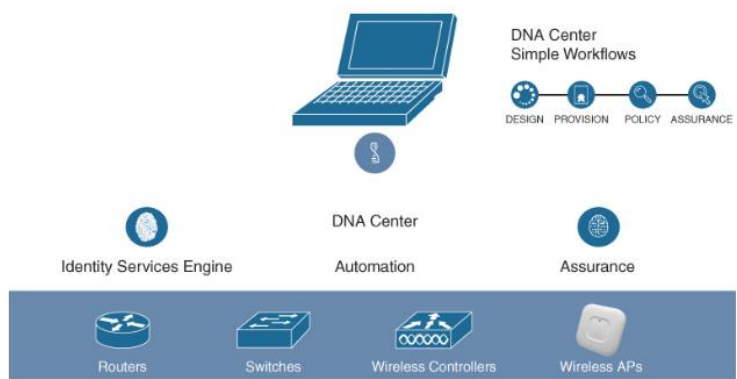 DNA Center
Simple Workflows
DESIGN PROVISION POLICY ASSURANCE
DNA Center
Identity Services Engine Automation Assurance
Routers Switches Wireless Controllers Wireless APs